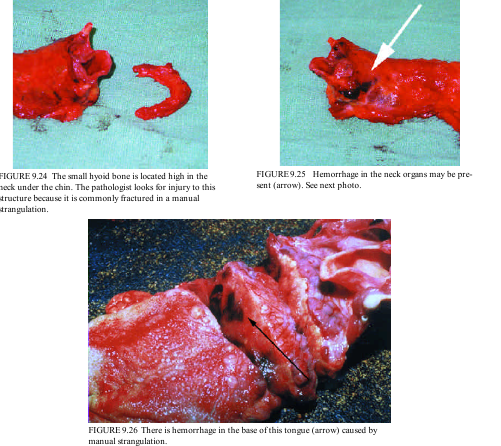 FIGURE 9.24 The small hyoid bone is located high in the
neck under the chin. The pathologist looks for injury to this
structure because it is commonly fractured in a manual
strangulation.
FIGURE 9.25 Hemorrhage in the neck organs may be pre-
sent (arrow). See next photo.
FIGURE 9.26 There is hemorrhage in the base of this tongue (arrow) caused by
manual strangulation.